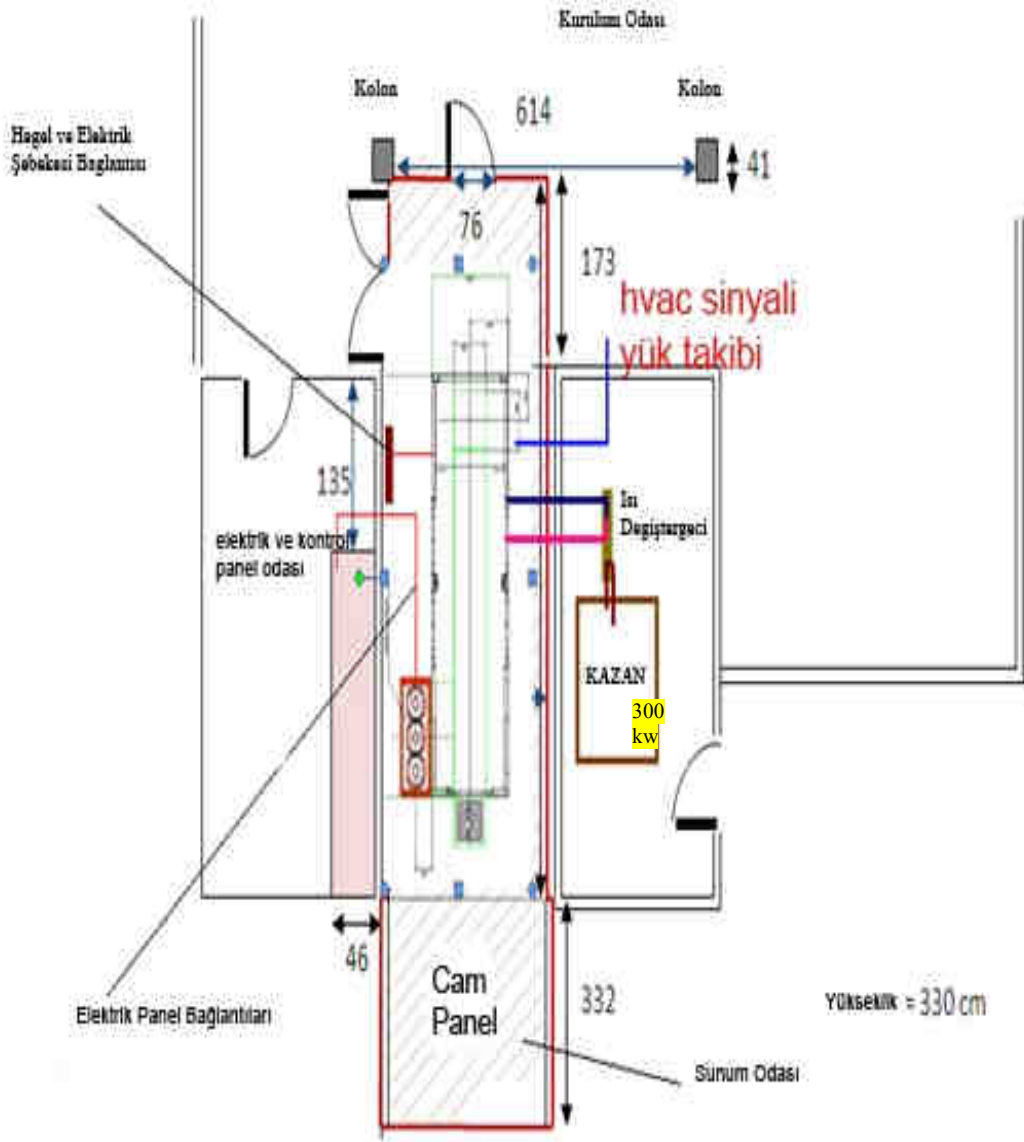 Kurulum Odası
Kolon
Kolon
614
Hegel ve Elektrik
Şebekesi Bağlantısı
41
76
173
hvac sinyali
yük takibi
135
Isı
Degiştergeci
elektrik ve kontrol
panel odası
KAZAN
300
kw
46
Cam
Panel
332
Yükseklik = 330 cm
Elektrik Panel Bağlantıları
Sunum Odası